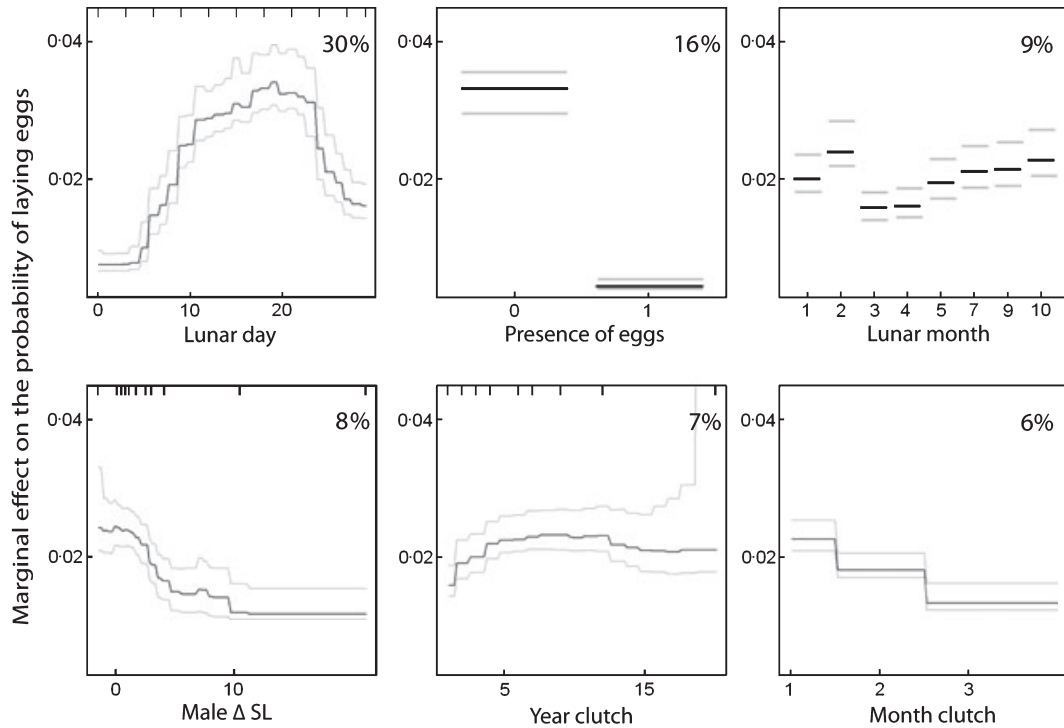 Marginal effect on the probability of laying eggs
0·04
0·02
30%
0 10 20
Lunar day
0·04
0·02
16%
0 1
Presence of eggs
0·04
0·02
9%
1 2 3 4 5 7 9 10
Lunar month
0·04
0·02
8%
0 10
Male Δ SL
0·04
0·02
7%
5 15
Year clutch
0·04
0·02
6%
1 2 3
Month clutch